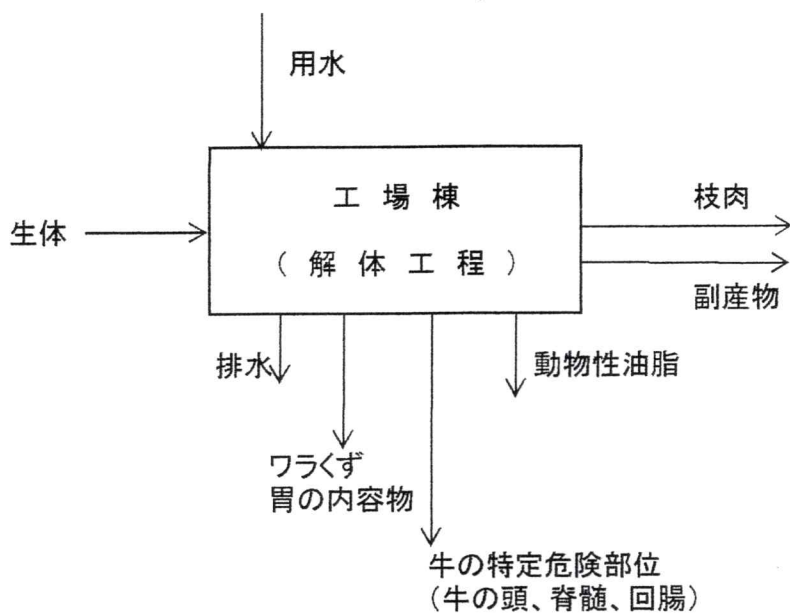 用水
工場棟
(解体工程)
生体
枝肉
副産物
排水
動物性油脂
ワラくず
胃の内容物
牛の特定危険部位
(牛の頭、脊髄、回腸)